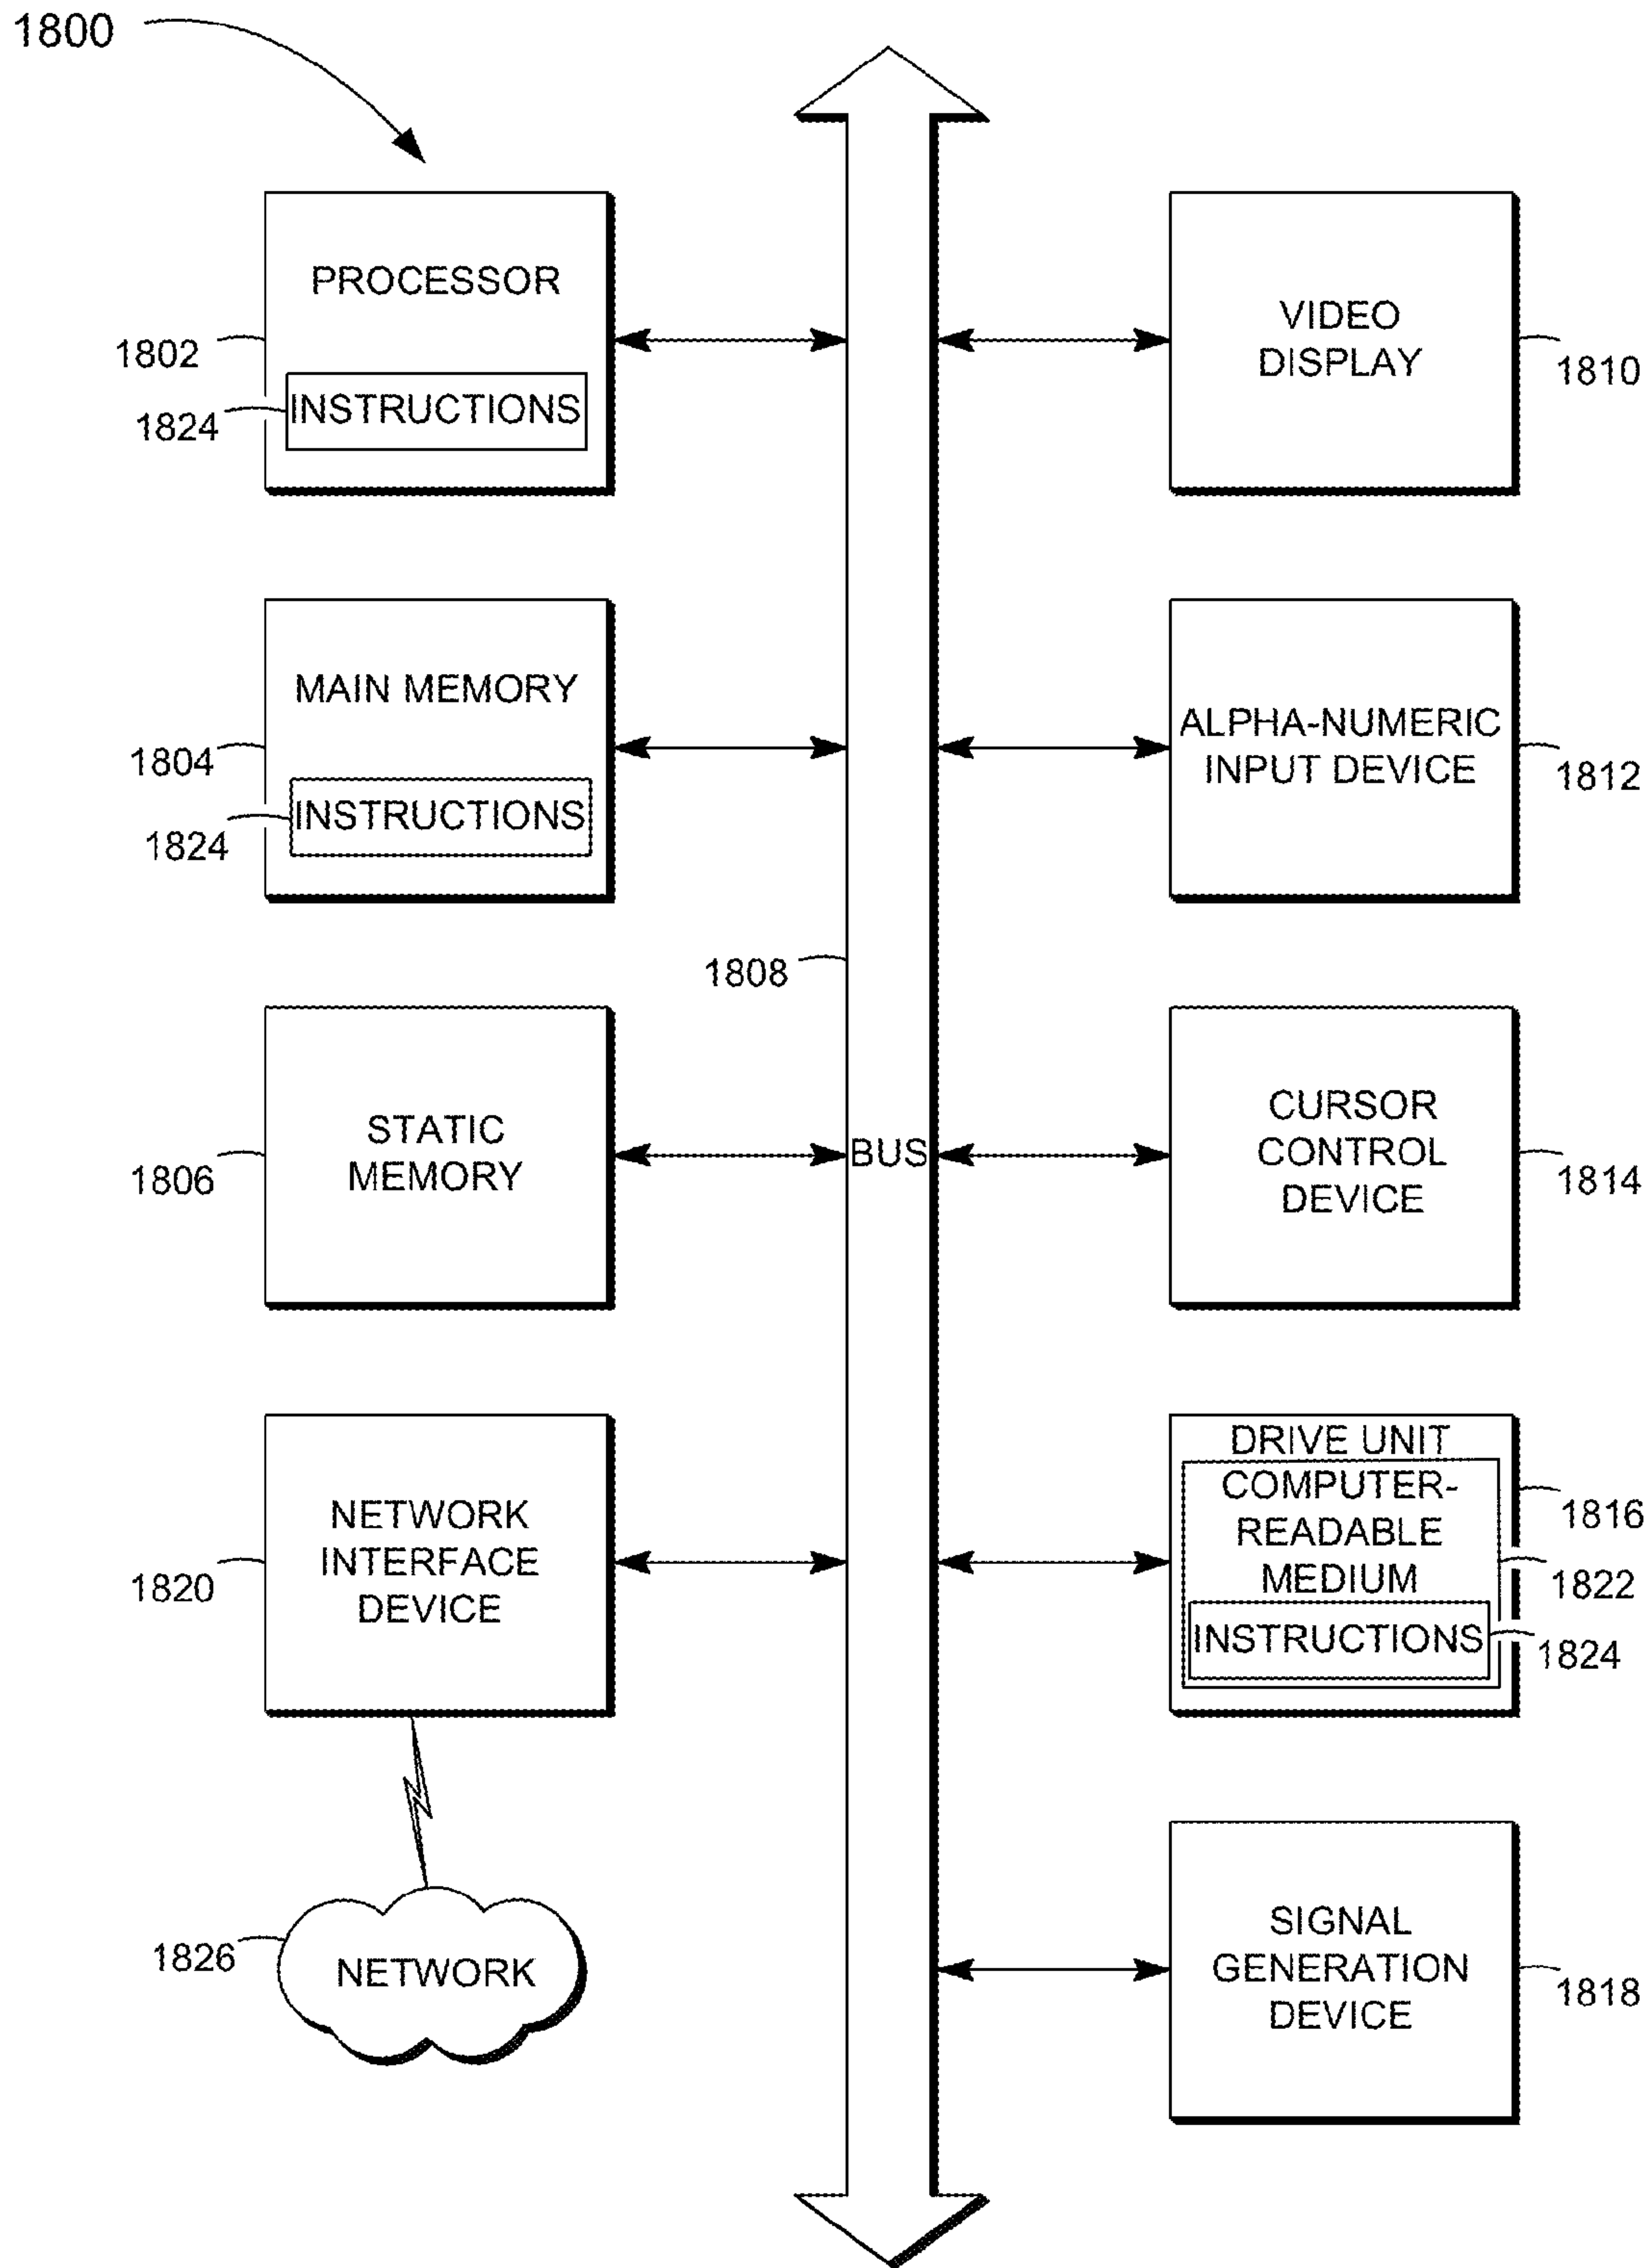 1800
PROCESSOR
1802
INSTRUCTIONS
1824
VIDEO
DISPLAY
1810
MAIN MEMORY
1804
INSTRUCTIONS
1824
ALPHA-NUMERIC
INPUT DEVICE
1812
1808
STATIC
MEMORY
1806
BUS
CURSOR
CONTROL
DEVICE
1814
NETWORK
INTERFACE
DEVICE
1820
DRIVE UNIT
COMPUTER-
READABLE
MEDIUM
1816
1822
INSTRUCTIONS
1824
NETWORK
1826
SIGNAL
GENERATION
DEVICE
1818